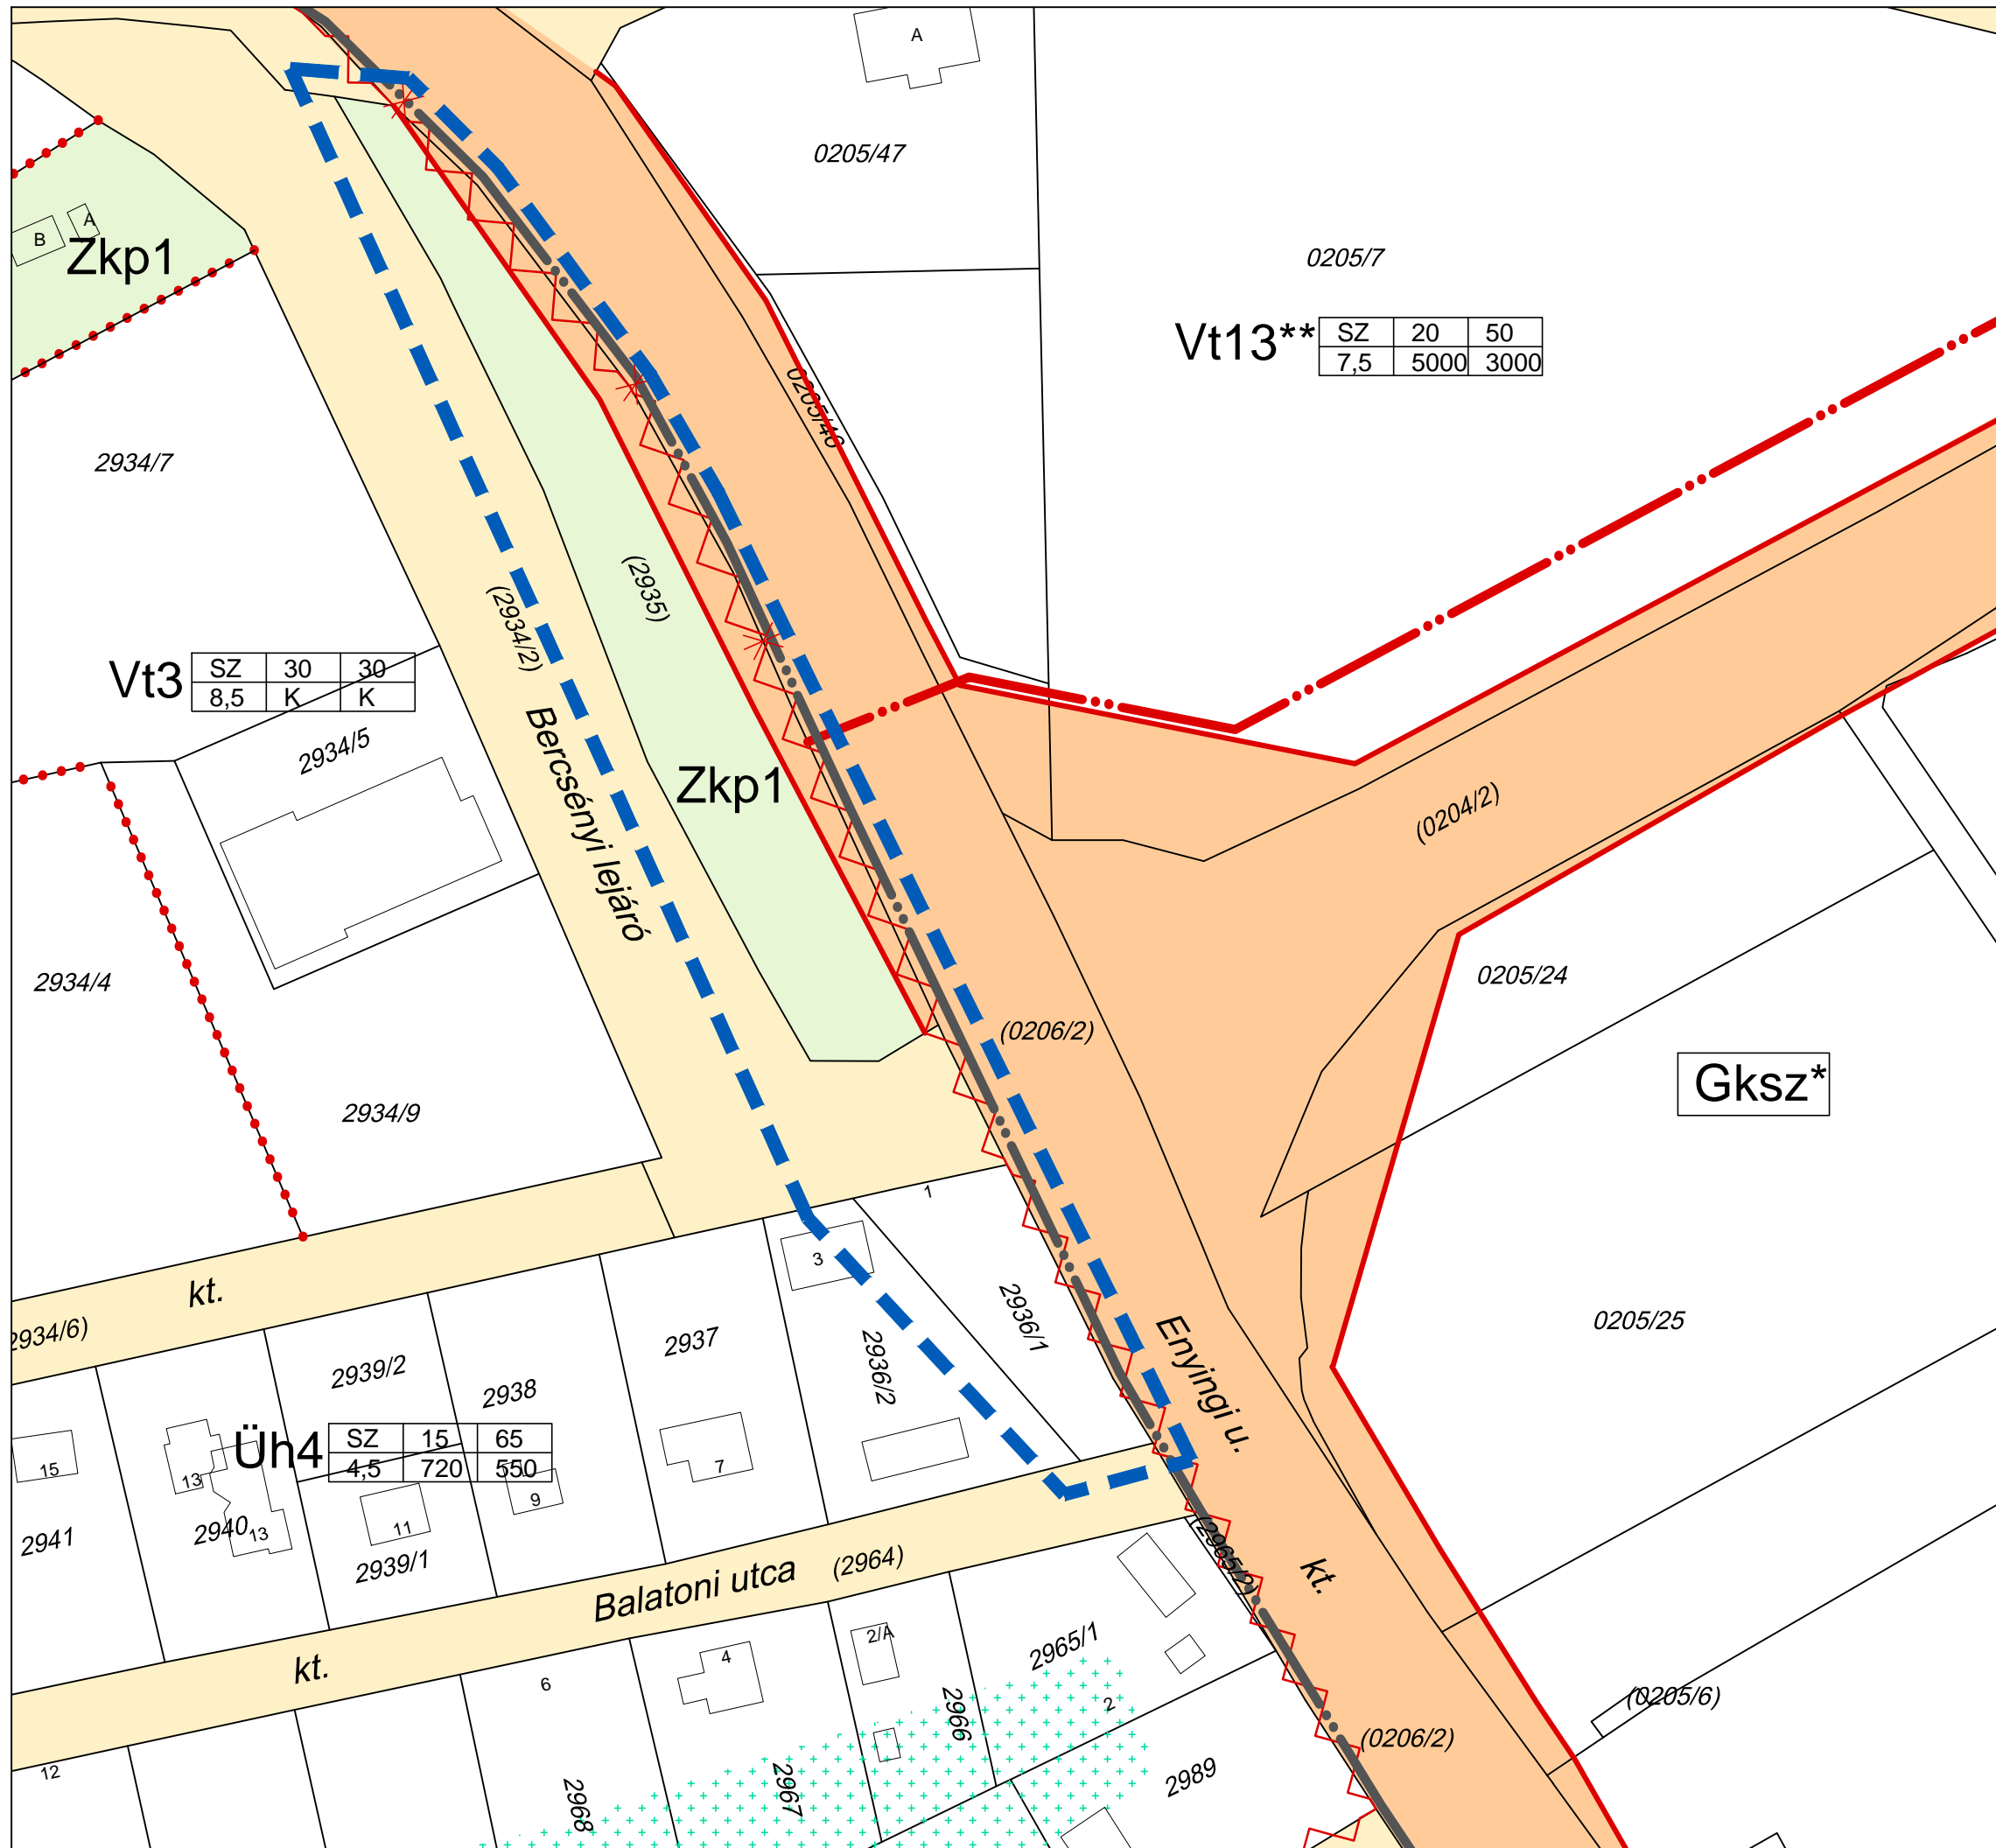 A
0205/47
B
A
Zkp1
0205/7
Vt13** SZ 20 50
7,5 5000 3000
0205/46
2934/7
(2935)
(2934/2)
Vt3 SZ 30 30
8,5 K K
2934/5
Bercsényi lejáró
Zkp1
(0204/2)
2934/4
0205/24
(0206/2)
Gksz*
2934/9
1
3
kt.
2934/6)
2936/1
Enyingi u.
0205/25
2937
2936/2
2939/2
2938
Üh4 SZ 15 65
4,5 720 550
15
13
7
9
11
13
2941
2940
2939/1
(2965/2)
kt.
Balatoni utca (2964)
kt.
2/A
4
2965/1
6
2966
2
(0205/6)
(0206/2)
12
2968
2967
2989